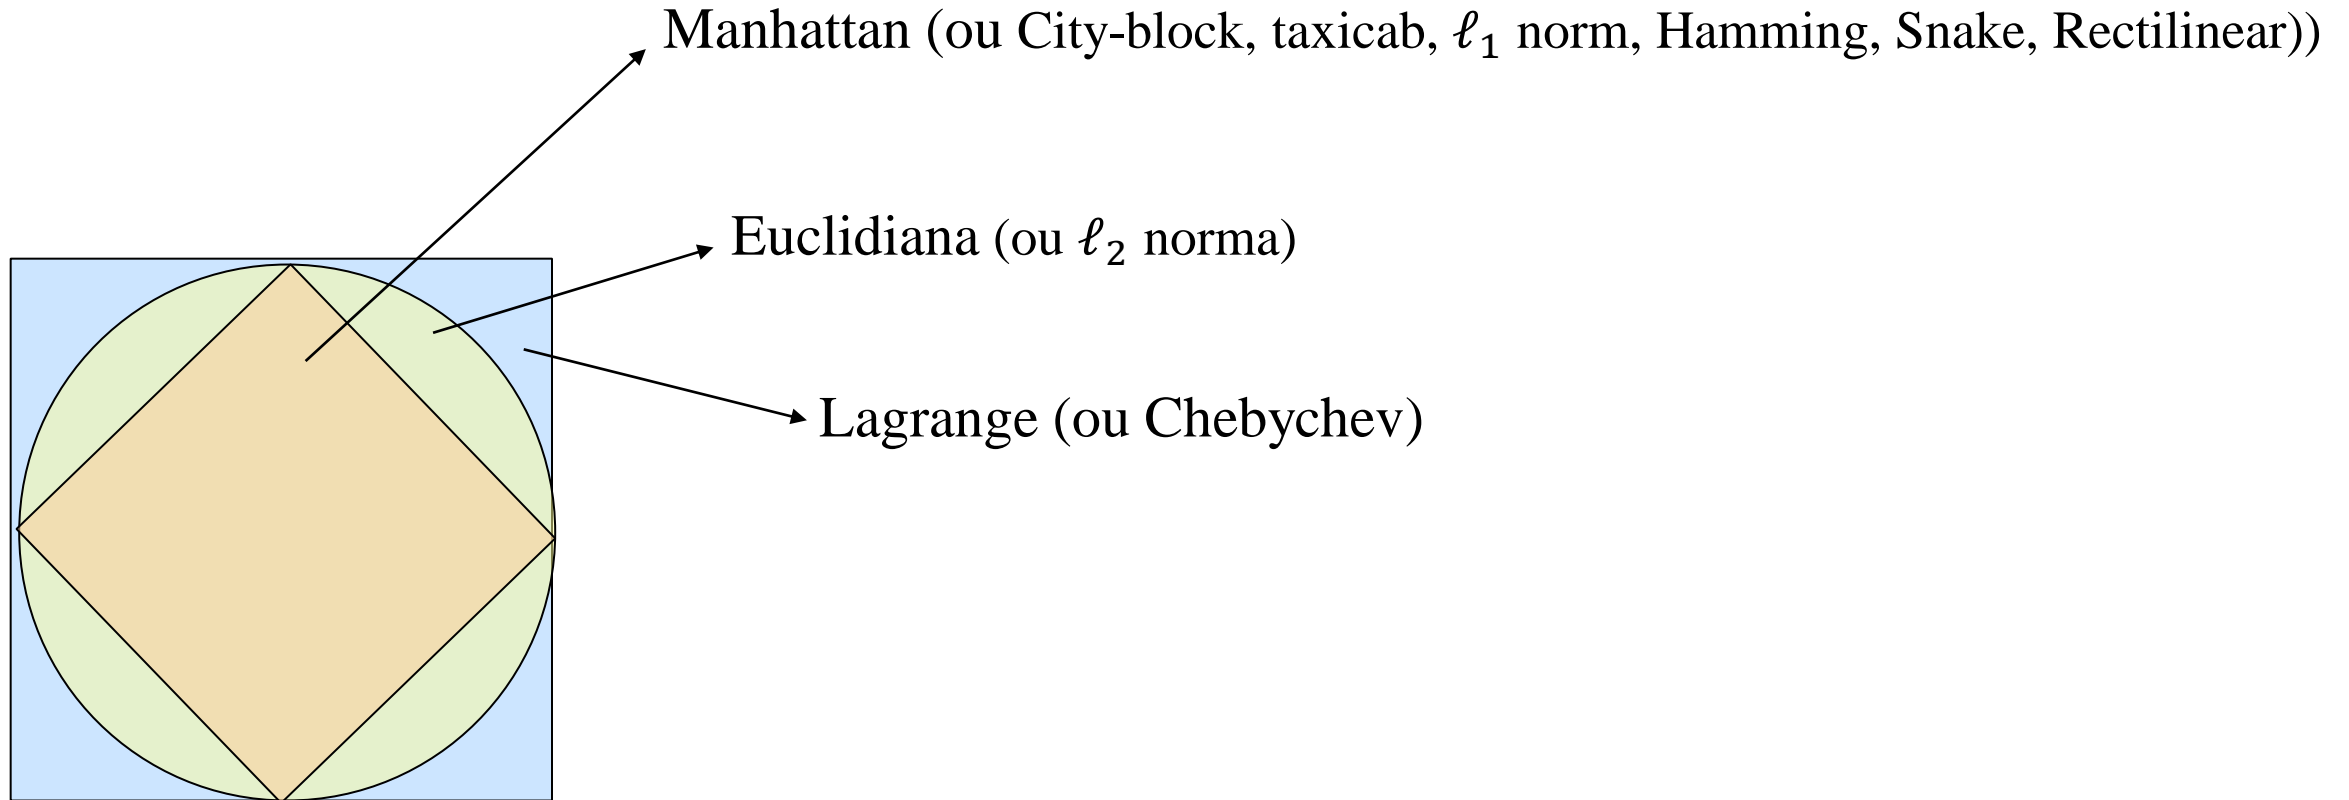 Manhattan (ou City-block, taxicab, ℓ₁ norm, Hamming, Snake, Rectilinear))
Euclidiana (ou ℓ₂ norma)
Lagrange (ou Chebychev)